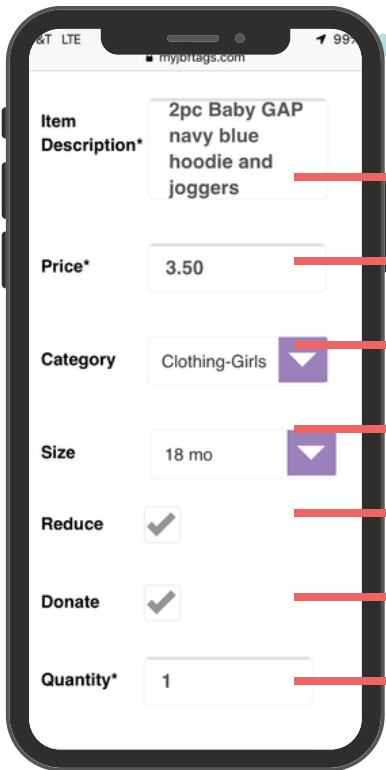 LTE
99
myjbftags.com
Item
Description*
2pc Baby GAP
navy blue
hoodie and
joggers
Price*
3.50
Category
Clothing-Girls
Size
18 mo
Reduce
Donate
Quantity*
1